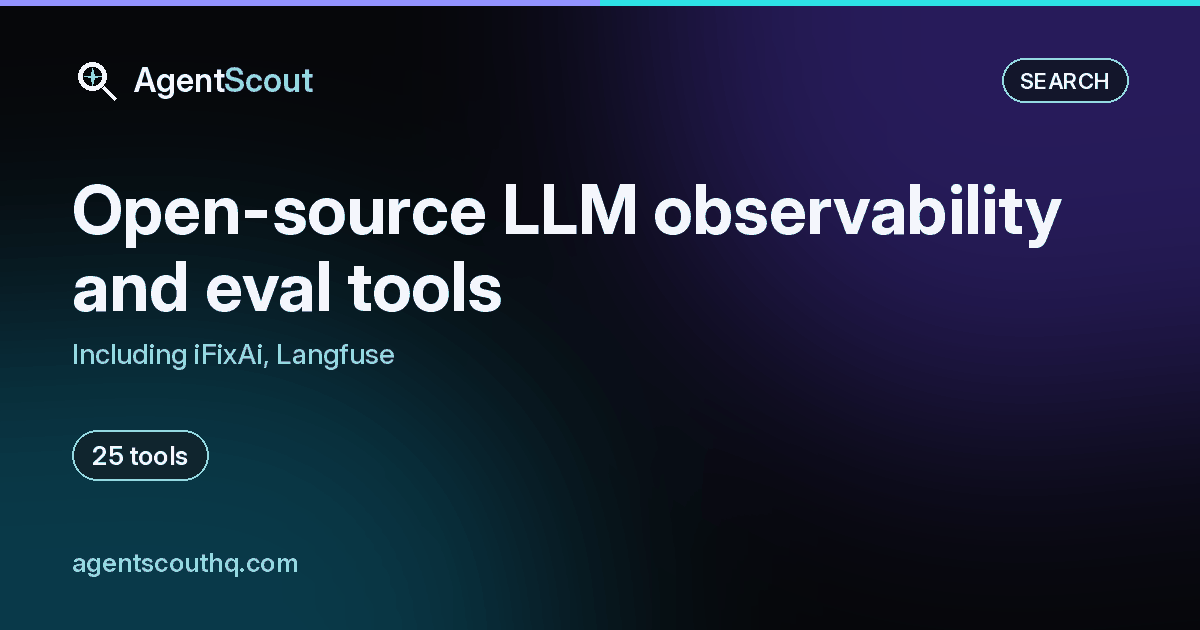 AgentScout
SEARCH
Open-source LLM observability
and eval tools
Including iFixAi, Langfuse
25 tools
agentscouthq.com